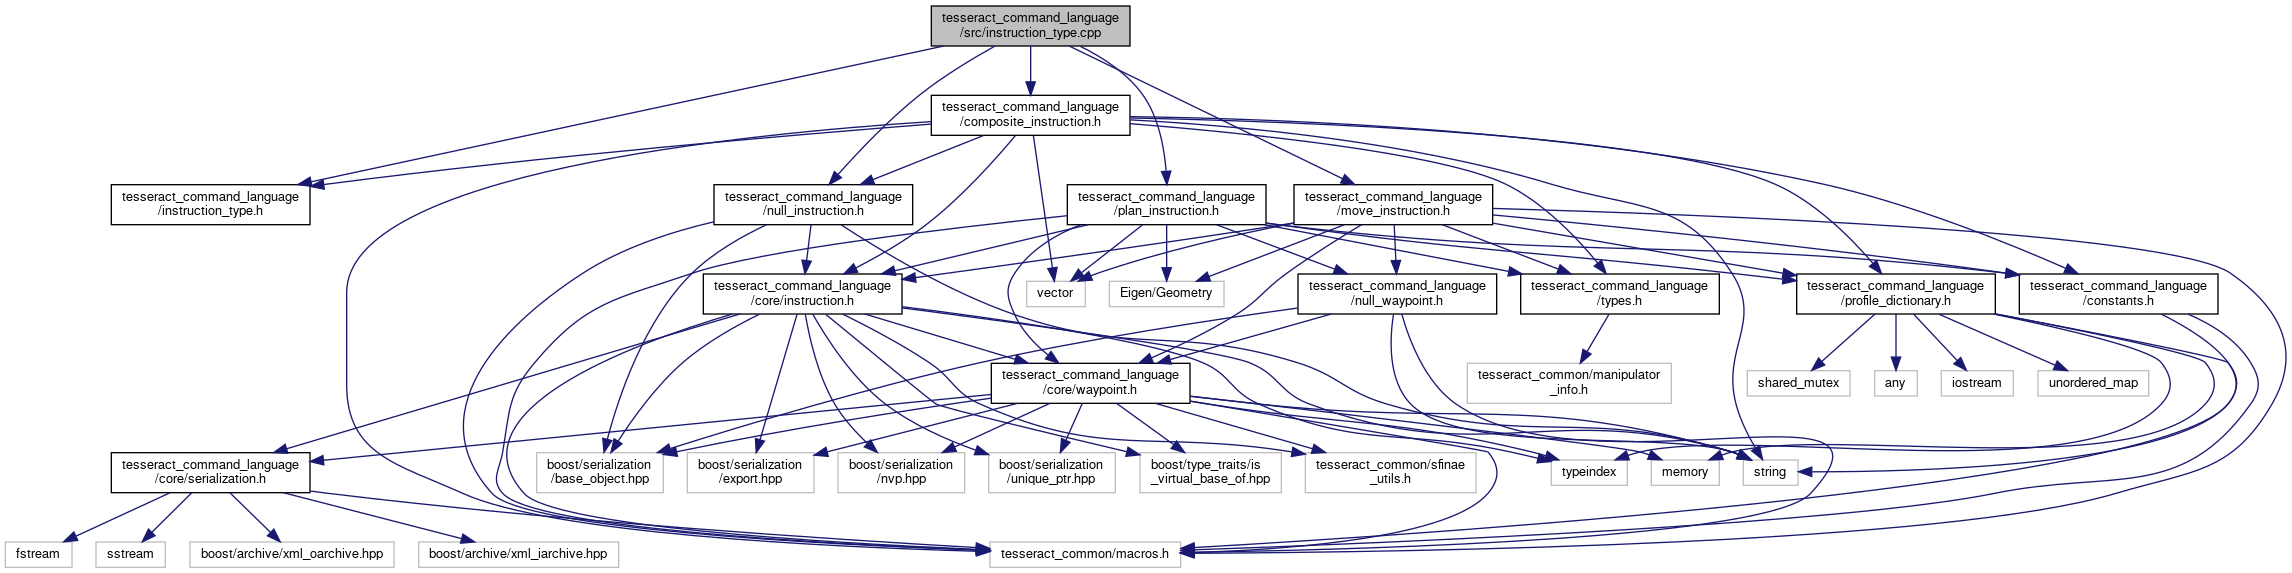 tesseract_command_language
/src/instruction_type.cpp
tesseract_command_language
/composite_instruction.h
tesseract_command_language
/instruction_type.h
tesseract_command_language
/null_instruction.h
tesseract_command_language
/plan_instruction.h
tesseract_command_language
/move_instruction.h
tesseract_command_language
/core/instruction.h
vector
Eigen/Geometry
tesseract_command_language
/null_waypoint.h
tesseract_command_language
/types.h
tesseract_command_language
/profile_dictionary.h
tesseract_command_language
/constants.h
tesseract_command_language
/core/waypoint.h
tesseract_common/manipulator
_info.h
shared_mutex
any
iostream
unordered_map
tesseract_command_language
/core/serialization.h
boost/serialization
/base_object.hpp
boost/serialization
/export.hpp
boost/serialization
/nvp.hpp
boost/serialization
/unique_ptr.hpp
boost/type_traits/is
_virtual_base_of.hpp
tesseract_common/sfinae
_utils.h
typeindex
memory
string
fstream
sstream
boost/archive/xml_oarchive.hpp
boost/archive/xml_iarchive.hpp
tesseract_common/macros.h